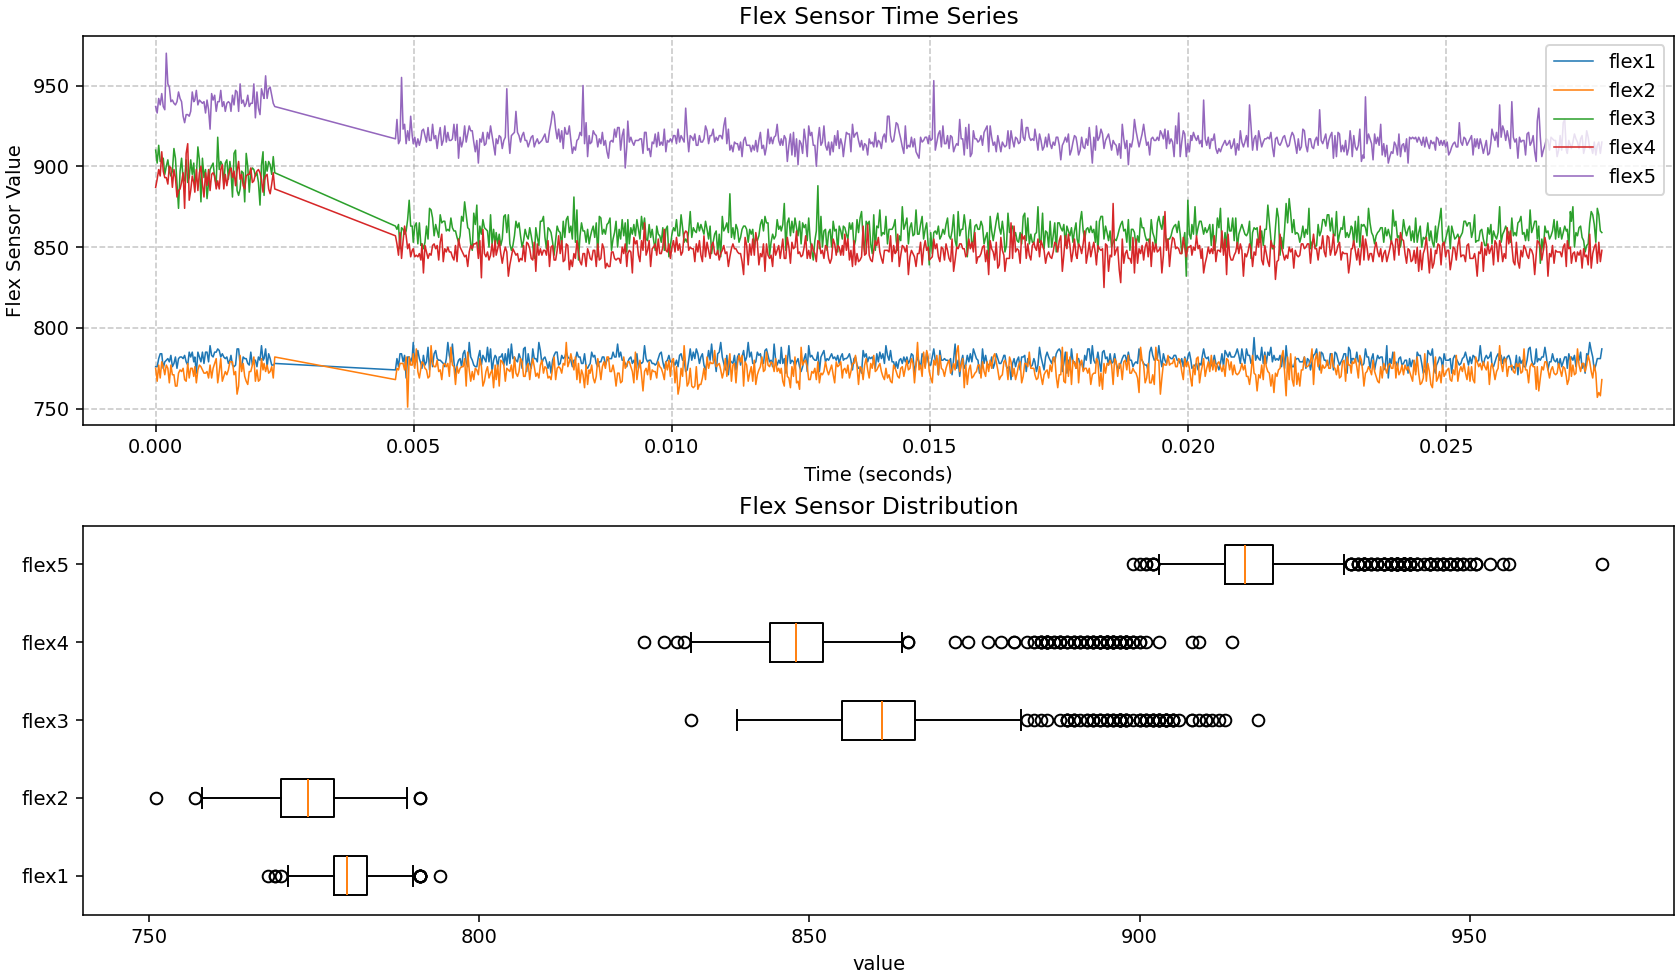 Flex Sensor Time Series
Flex Sensor Value
950
900
850
800
750
flex1
flex2
flex3
flex4
flex5
0.000 0.005 0.010 0.015 0.020 0.025
Time (seconds)
Flex Sensor Distribution
flex5
flex4
flex3
flex2
flex1
750 800 850 900 950
value